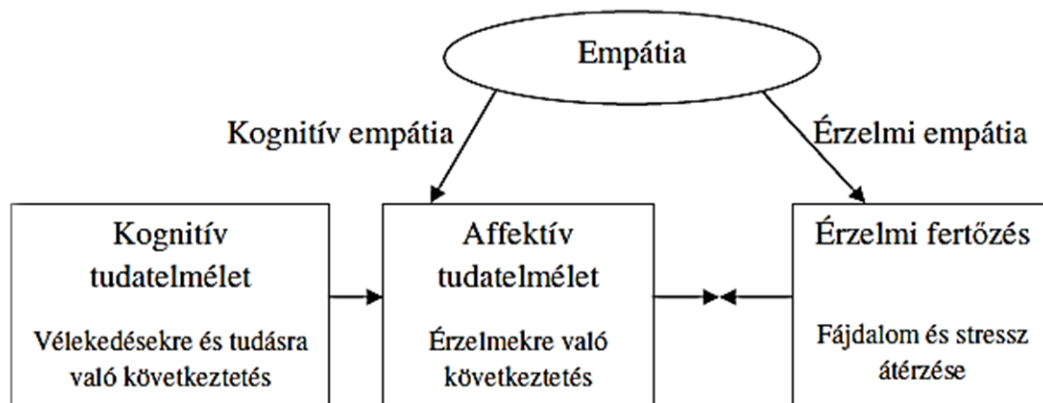 Empátia
Kognitív empátia
Érzelmi empátia
Kognitív
tudatelmélet
Vélekedésekre és tudásra
való következtetés
Affektív
tudatelmélet
Érzelmekre való
következtetés
Érzelmi fertőzés
Fájdalom és stressz
átérzése